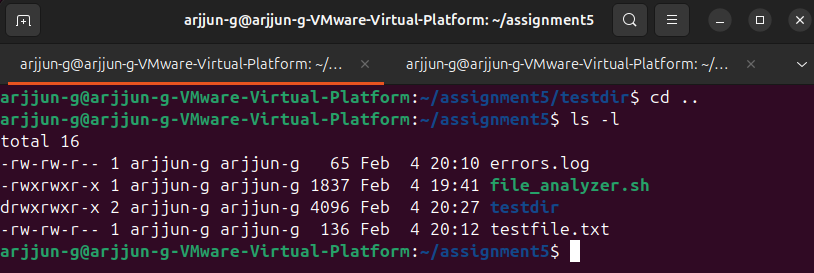 arjjun-g@arjjun-g-VMware-Virtual-Platform: ~/assignment5
arjjun-g@arjjun-g-VMware-Virtual-Platform: ~/...
arjjun-g@arjjun-g-VMware-Virtual-Platform: ~/...
arjjun-g@arjjun-g-VMware-Virtual-Platform:~/assignment5/testdir$ cd ..
arjjun-g@arjjun-g-VMware-Virtual-Platform:~/assignment5$ ls -l
total 16
-rw-rw-r-- 1 arjjun-g arjjun-g   65 Feb  4 20:10 errors.log
-rwxrwxr-x 1 arjjun-g arjjun-g 1837 Feb  4 19:41 file_analyzer.sh
drwxrwxr-x 2 arjjun-g arjjun-g 4096 Feb  4 20:27 testdir
-rw-rw-r-- 1 arjjun-g arjjun-g  136 Feb  4 20:12 testfile.txt
arjjun-g@arjjun-g-VMware-Virtual-Platform:~/assignment5$